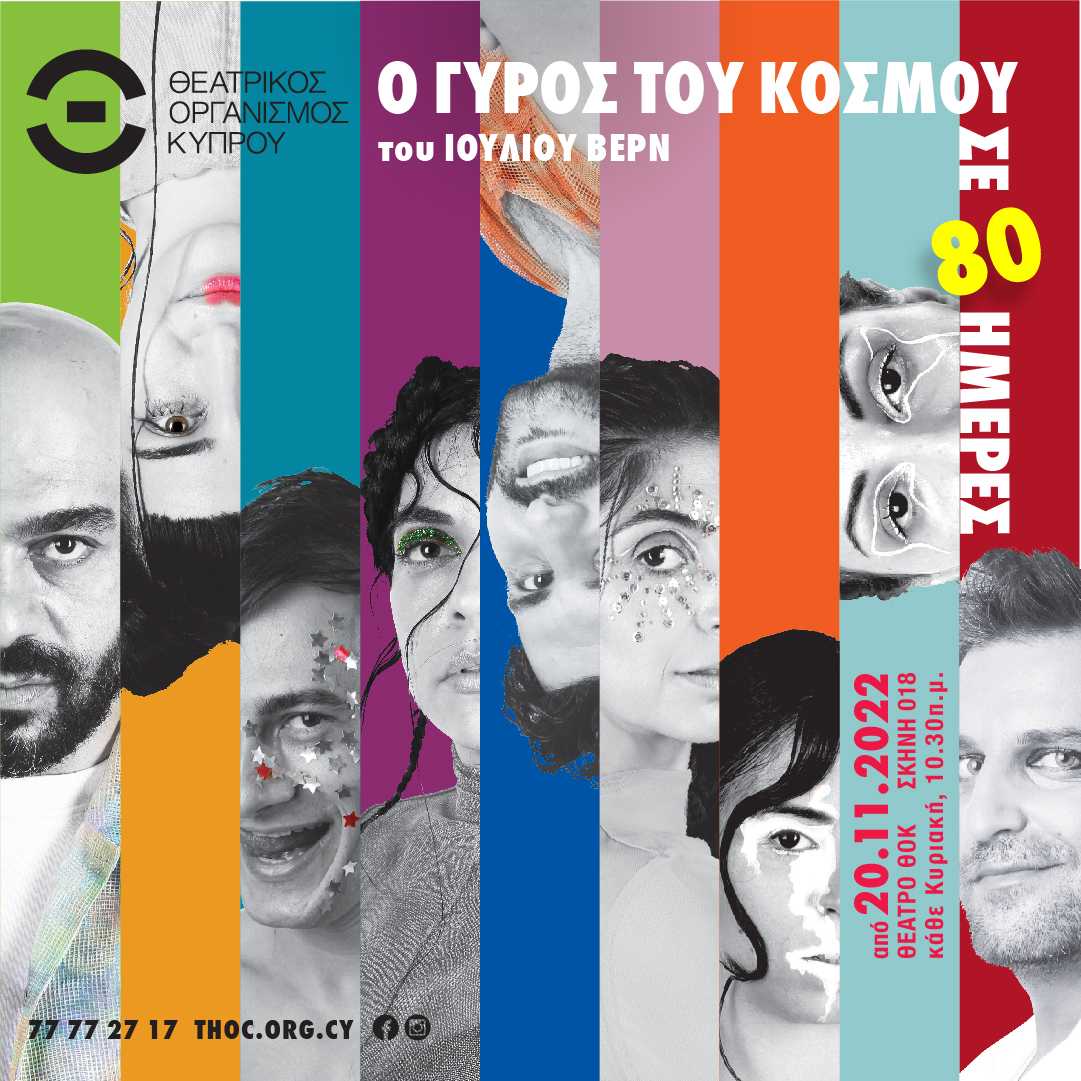 ΘΕΑΤΡΙΚΟΣ
ΟΡΓΑΝΙΣΜΟΣ
ΚΥΠΡΟΥ
Ο ΓΥΡΟΣ ΤΟΥ ΚΟΣΜΟΥ
του ΙΟΥΛΙΟΥ ΒΕΡΝ
ΣΕ
80
ΗΜΕΡΕΣ
από 20.11.2022
ΘΕΑΤΡΟ ΘΟΚ ΣΚΗΝΗ 018
κάθε Κυριακή, 10.30π.μ.
77 77 27 17 THOC.ORG.CY